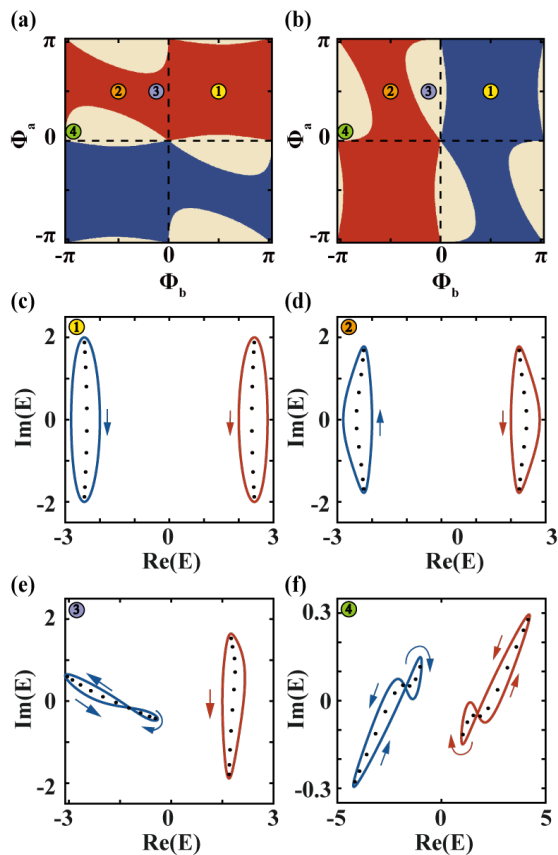 (a) (b)
π π
Φa 2 3 1 2 3 1
4 4
0 0
-π -π
-π 0 π -π 0 π
Φb Φb
(c) (d)
1 2
2 2
Im(E) 0 Im(E) 0
-2 -2
-3 0 3 -3 0 3
Re(E) Re(E)
(e) (f)
3 4
2 0.3
Im(E) 0 Im(E) 0.0
-2 -0.3
-3 0 3 -5 0 5
Re(E) Re(E)